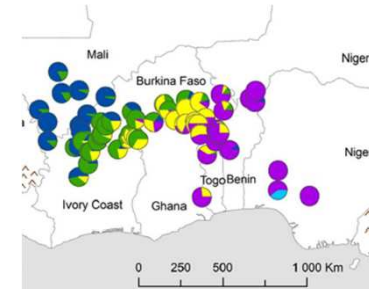 Mali
Niger
Burkina Faso
Nige
Togo Benin
Ivory Coast
Ghana
0 250 500 1 000 Km